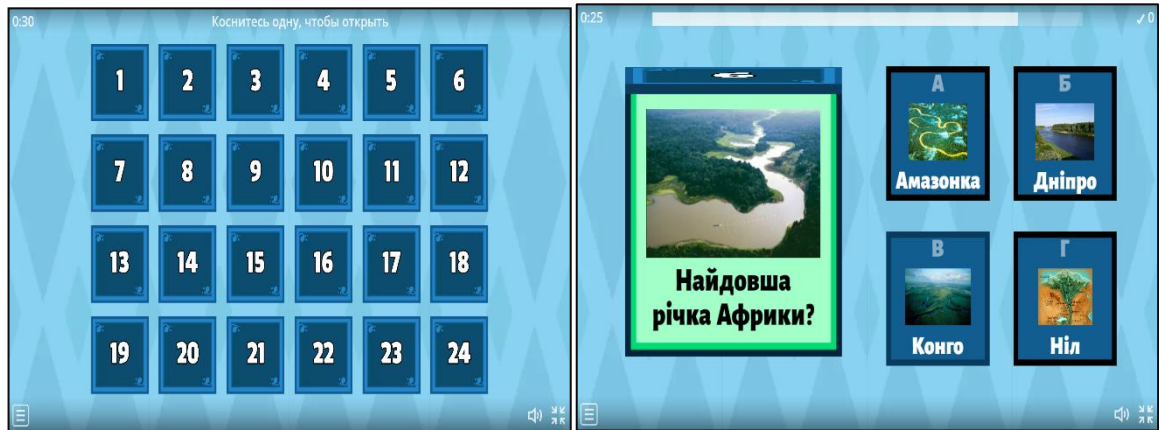 0:30 Коснитесь одну, чтобы открыть
1 2 3 4 5 6
7 8 9 10 11 12
13 14 15 16 17 18
19 20 21 22 23 24
0:25 ✓ 0
Найдовша
річка Африки?
А Б
Амазонка Дніпро
В Г
Конго Ніл